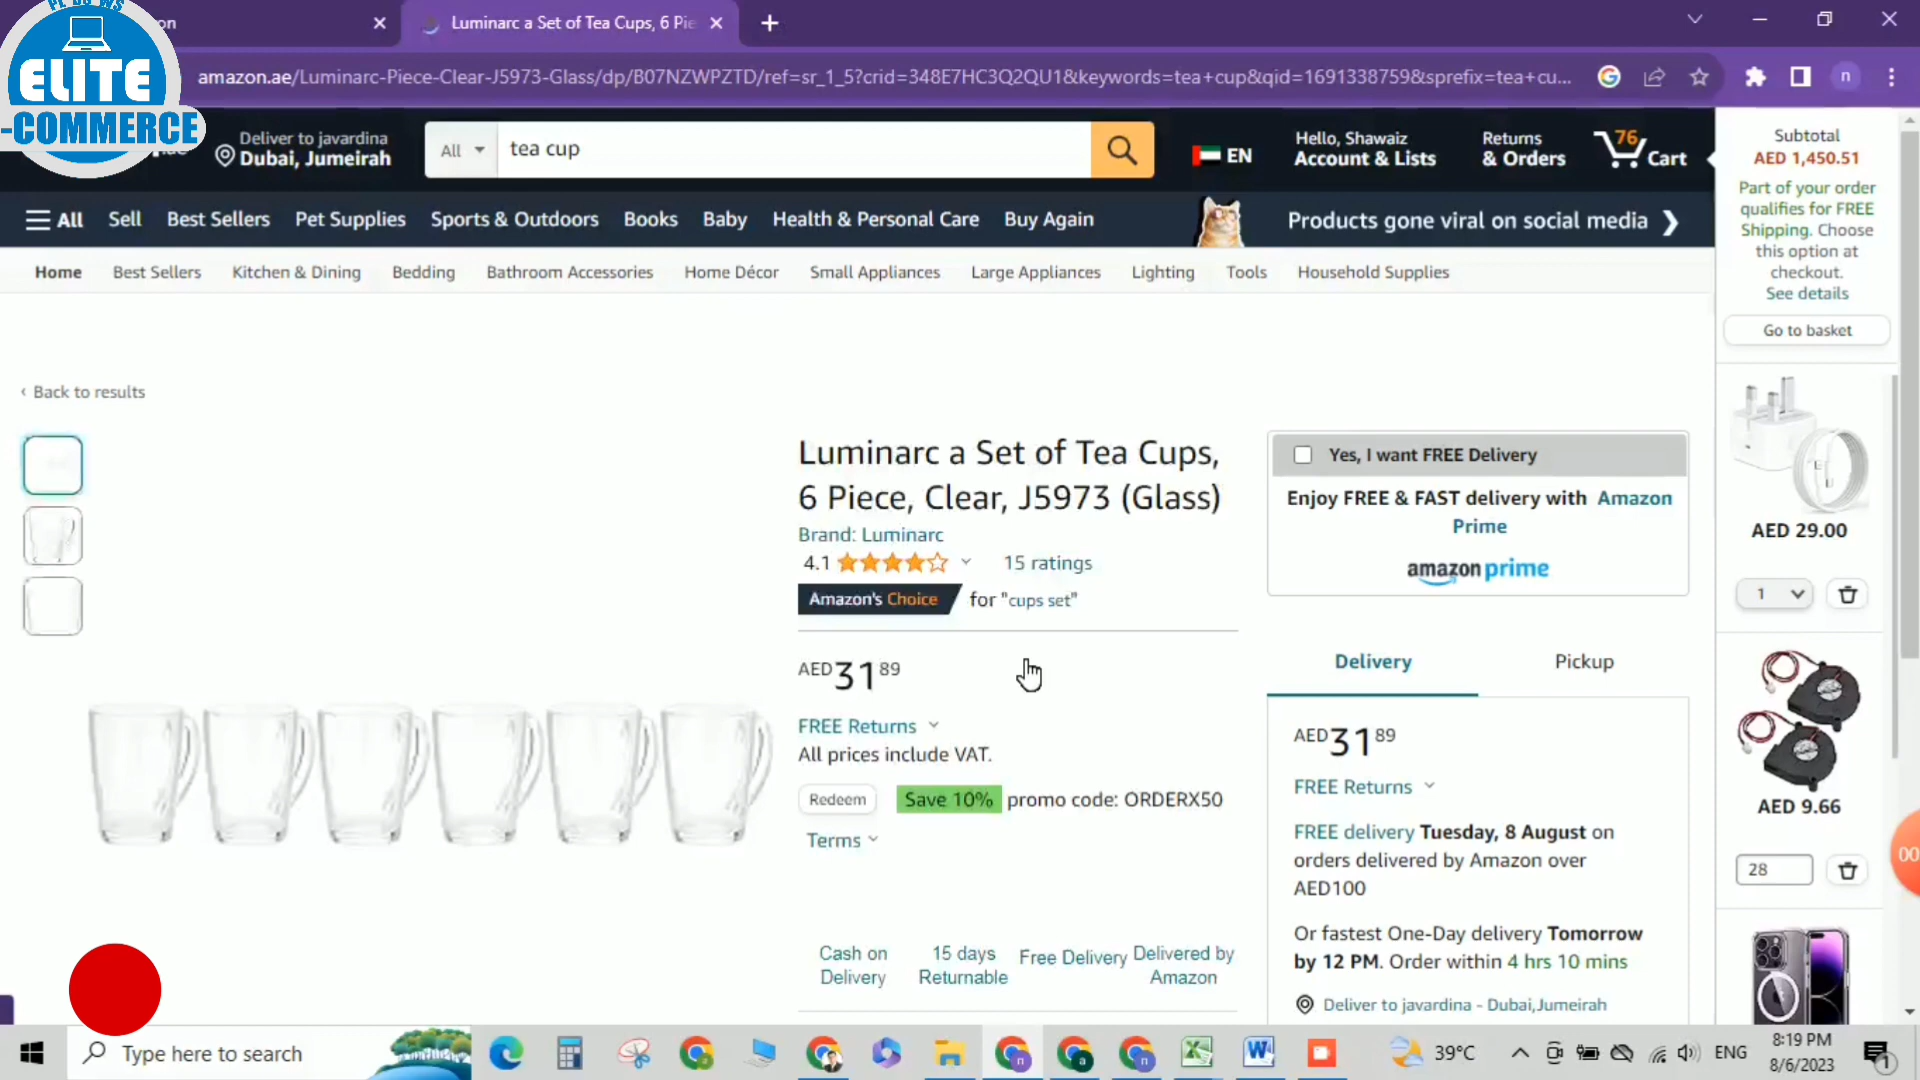 ELITE
-COMMERCE
on
Luminarc a Set of Tea Cups, 6 Pie
amazon.ae/Luminarc-Piece-Clear-J5973-Glass/dp/B07NZWPZTD/ref=sr_1_5?crid=348E7HC3Q2QU1&keywords=tea+cup&qid=1691338759&sprefix=tea+cu...
n
Deliver to javardina
Dubai, Jumeirah
All
tea cup
EN
Hello, Shawaiz
Account & Lists
Returns
& Orders
76
Cart
All
Sell
Best Sellers
Pet Supplies
Sports & Outdoors
Books
Baby
Health & Personal Care
Buy Again
Products gone viral on social media
Home
Best Sellers
Kitchen & Dining
Bedding
Bathroom Accessories
Home Décor
Small Appliances
Large Appliances
Lighting
Tools
Household Supplies
‹ Back to results
Luminarc a Set of Tea Cups,
6 Piece, Clear, J5973 (Glass)
Brand: Luminarc
4.1
15 ratings
Amazon's Choice for "cups set"
AED 31 89
FREE Returns
All prices include VAT.
Redeem
Save 10% promo code: ORDERX50
Terms
Cash on
Delivery
15 days
Returnable
Free Delivery
Delivered by
Amazon
Yes, I want FREE Delivery
Enjoy FREE & FAST delivery with Amazon
Prime
amazon prime
Delivery
Pickup
AED 31 89
FREE Returns
FREE delivery Tuesday, 8 August on
orders delivered by Amazon over
AED100
Or fastest One-Day delivery Tomorrow
by 12 PM. Order within 4 hrs 10 mins
Deliver to javardina - Dubai,Jumeirah
Subtotal
AED 1,450.51
Part of your order
qualifies for FREE
Shipping. Choose
this option at
checkout.
See details
Go to basket
AED 29.00
1
AED 9.66
28
00
Type here to search
39°C
ENG
8:19 PM
8/6/2023
1